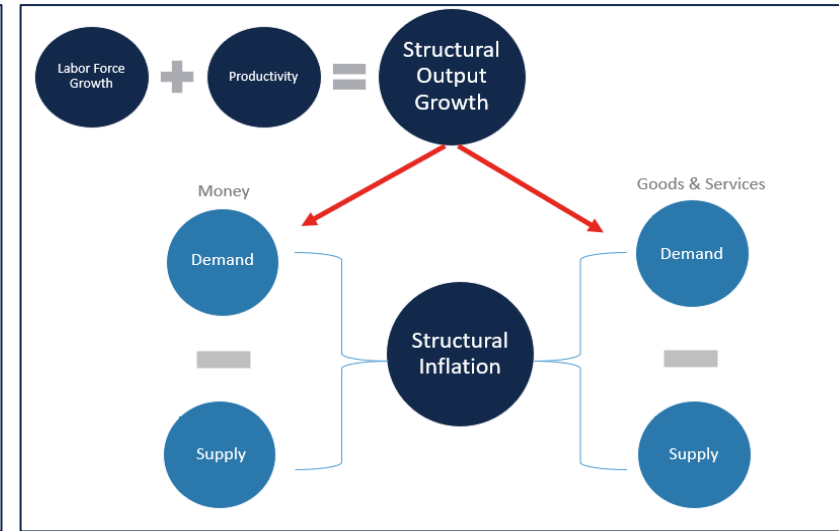 Labor Force
Growth
Productivity
Structural
Output
Growth
Money
Goods & Services
Demand
Demand
Structural
Inflation
Supply
Supply